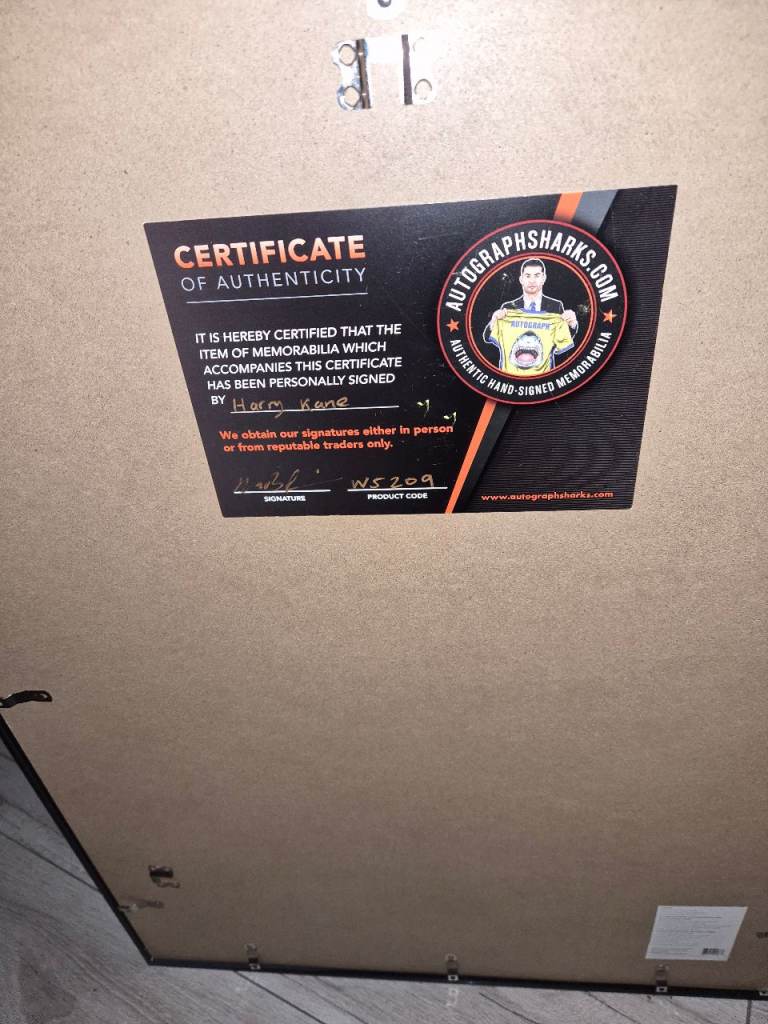 CERTIFICATE
OF AUTHENTICITY
IT IS HEREBY CERTIFIED THAT THE
ITEM OF MEMORABILIA WHICH
ACCOMPANIES THIS CERTIFICATE
HAS BEEN PERSONALLY SIGNED
BY Harry Kane
We obtain our signatures either in person
or from reputable traders only.
WS209
SIGNATURE PRODUCT CODE
AUTOGRAPHSHARKS.COM
AUTOGRAPH
AUTHENTIC HAND-SIGNED MEMORABILIA
www.autographsharks.com